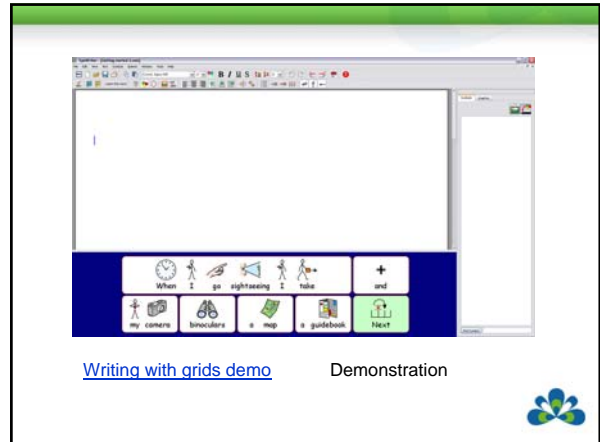 When I go sightseeing I take
and
my camera
binoculars
a map
a guidebook
Next
Writing with grids demo
Demonstration